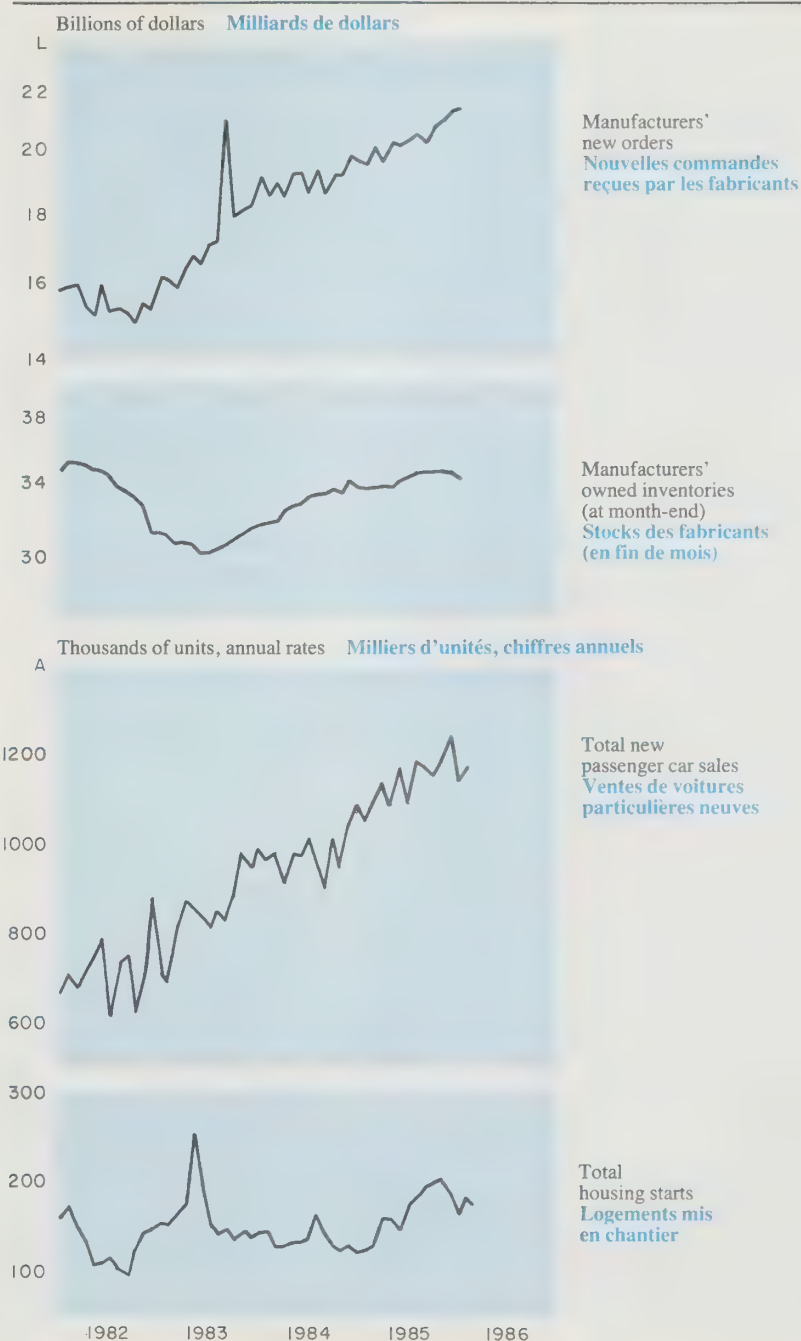 Billions of dollars Milliards de dollars
L
22
20
18
16
14
Manufacturers'
new orders
Nouvelles commandes
reçues par les fabricants
38
34
30
Manufacturers'
owned inventories
(at month-end)
Stocks des fabricants
(en fin de mois)
Thousands of units, annual rates Milliers d'unités, chiffres annuels
A
1200
1000
800
600
Total new
passenger car sales
Ventes de voitures
particulières neuves
300
200
100
Total
housing starts
Logements mis
en chantier
1982 1983 1984 1985 1986